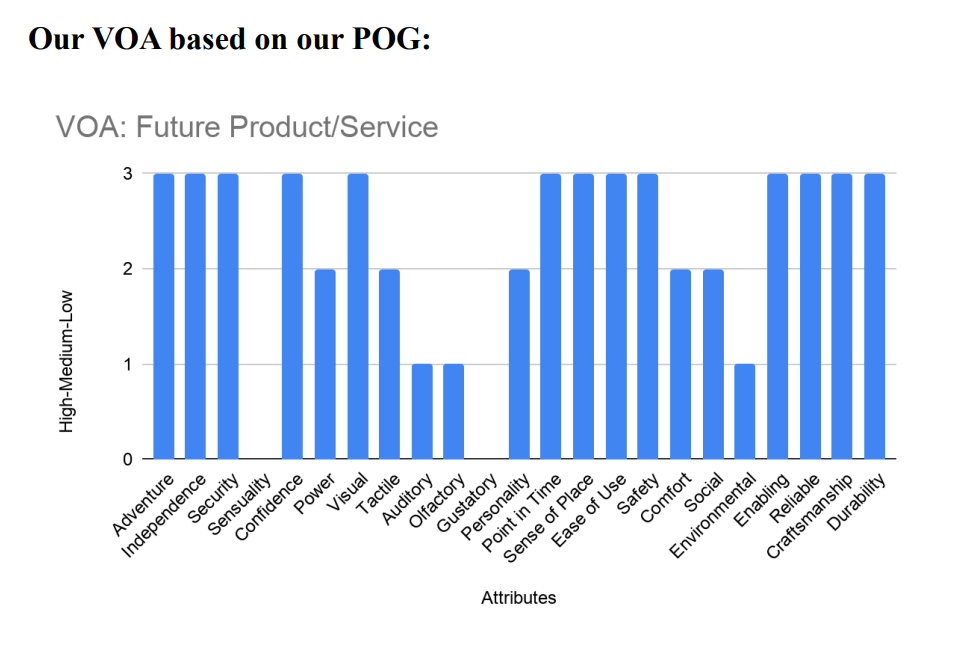 Our VOA based on our POG:
VOA: Future Product/Service
3
2
1
0
High-Medium-Low
Adventure
Independence
Security
Sensuality
Confidence
Power
Visual
Tactile
Auditory
Olfactory
Gustatory
Personality
Point in Time
Sense of Place
Ease of Use
Safety
Comfort
Social
Environmental
Enabling
Reliable
Craftsmanship
Durability
Attributes